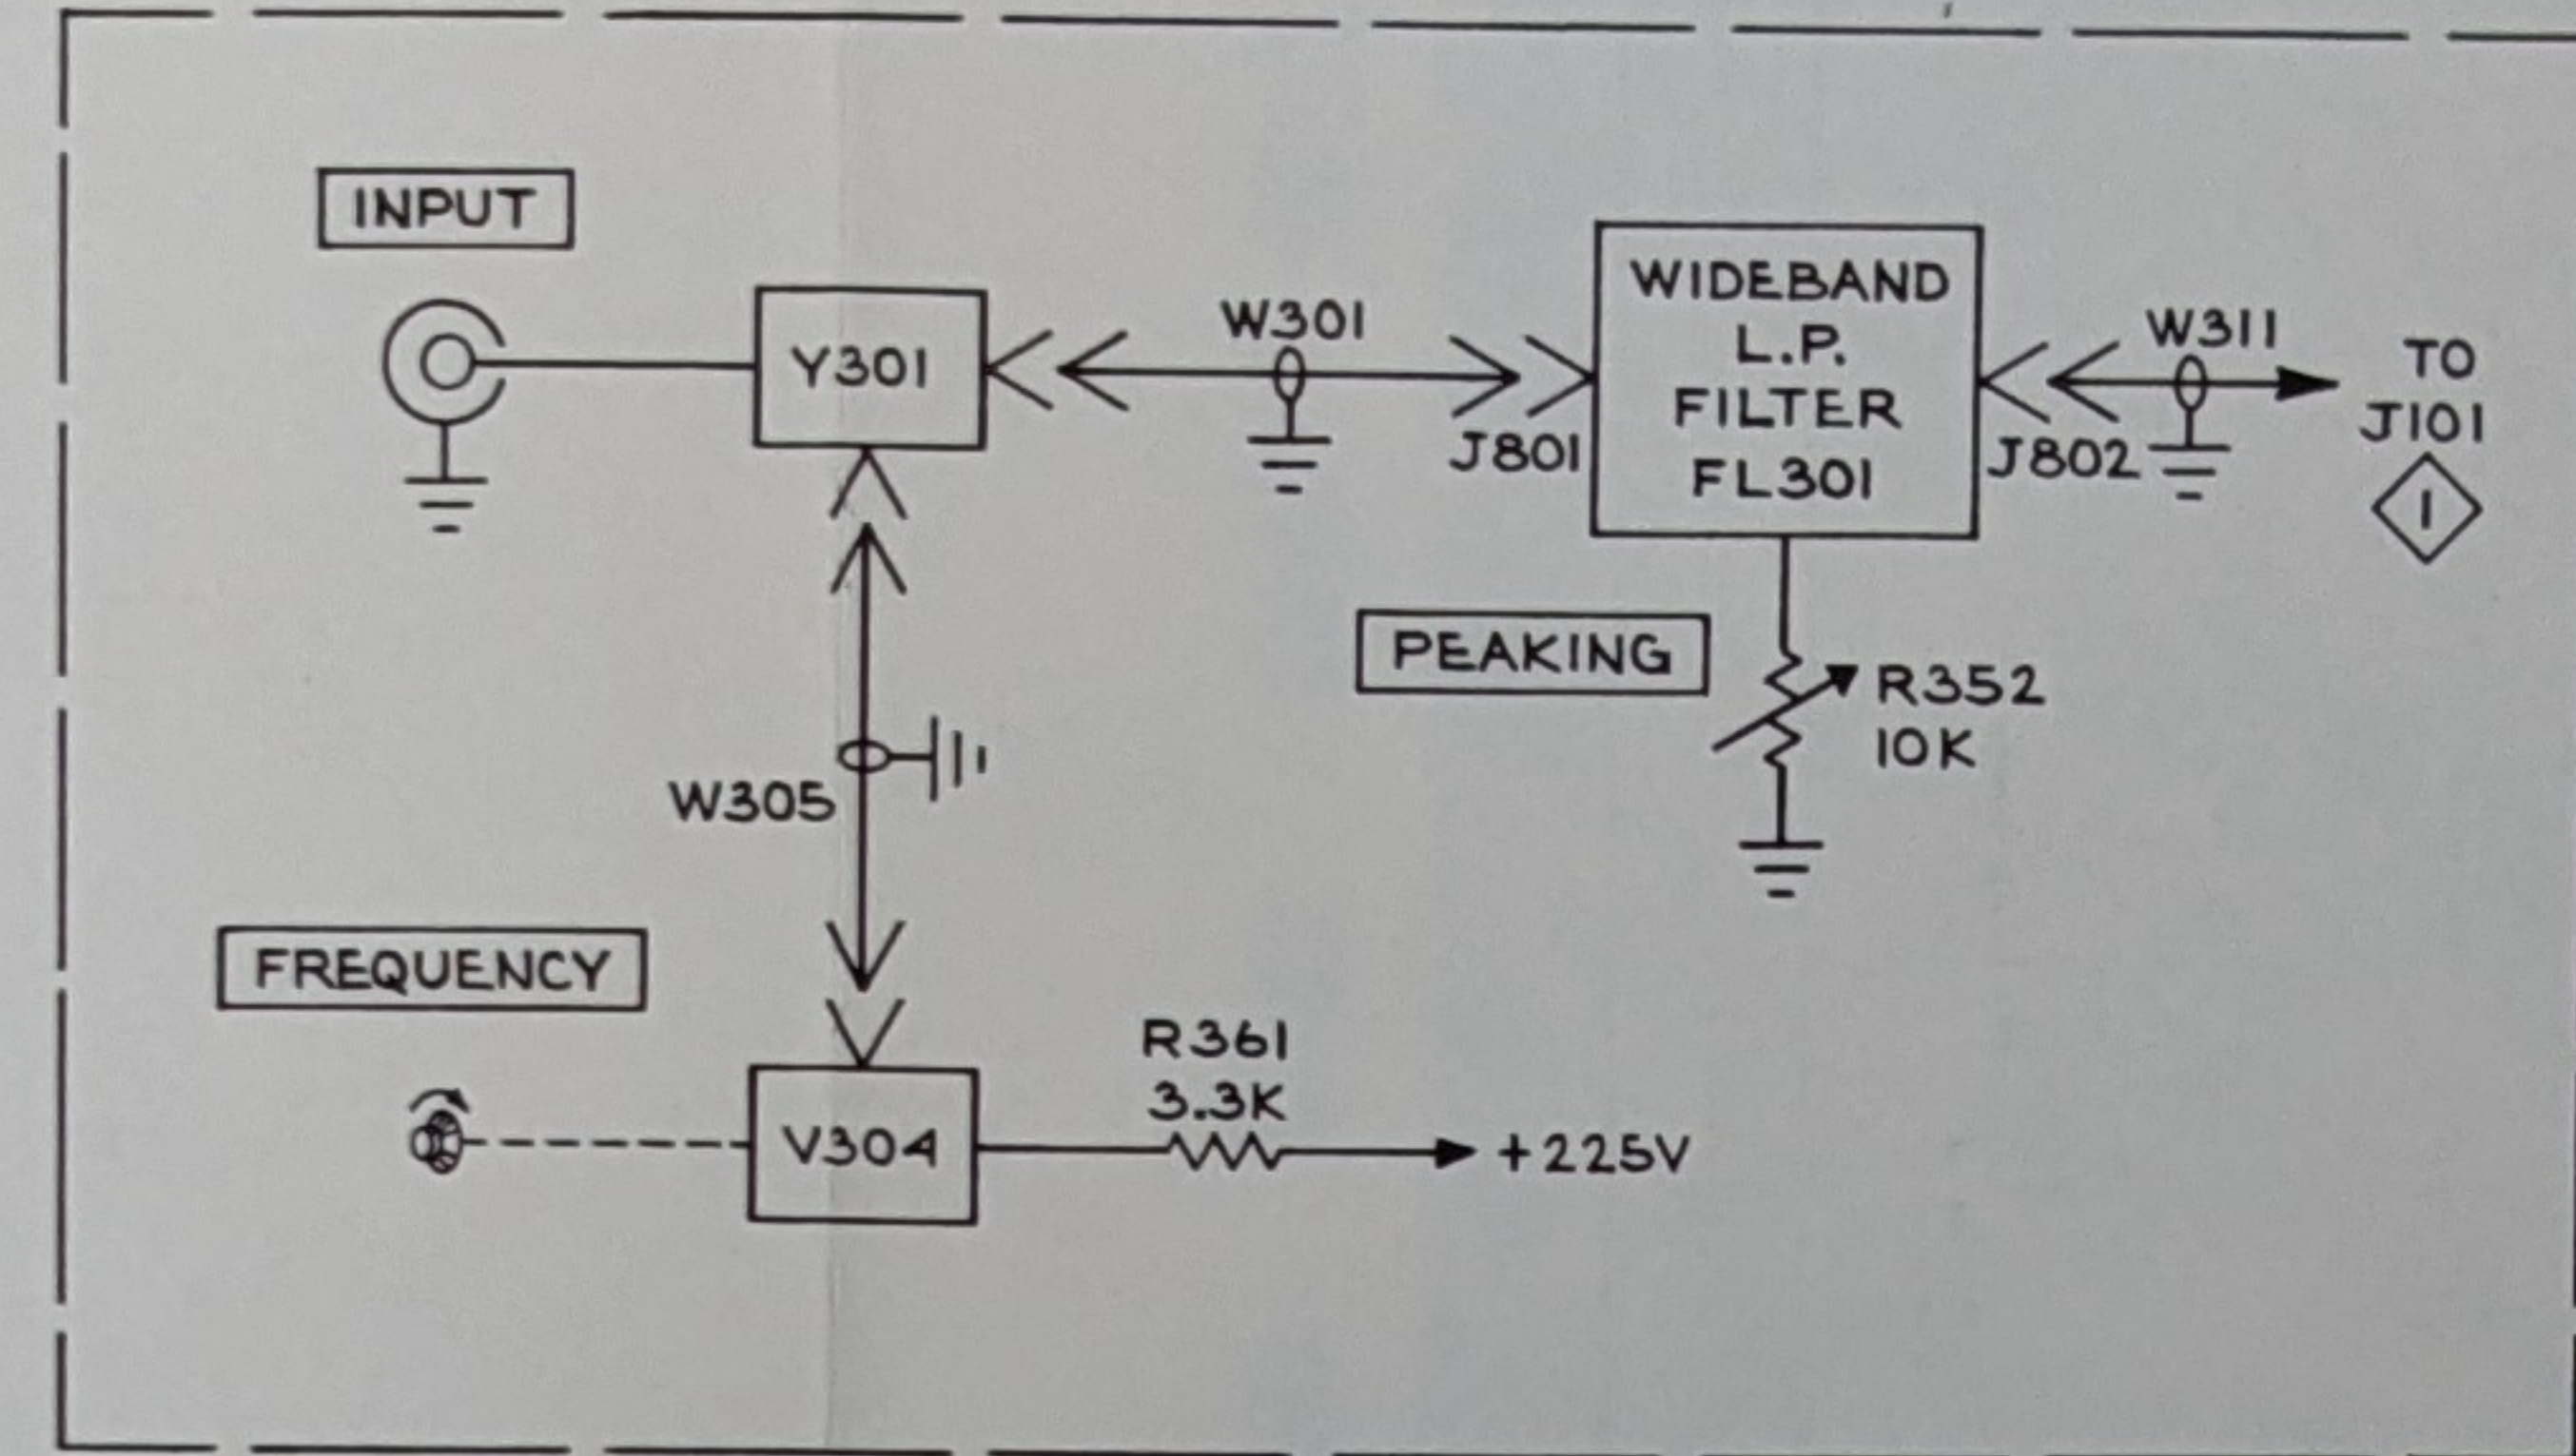 INPUT
Y301
W301
J801
WIDEBAND
L.P.
FILTER
FL301
J802
W311
TO
J101
1
PEAKING
R352
10K
W305
FREQUENCY
V304
R361
3.3K
+225V